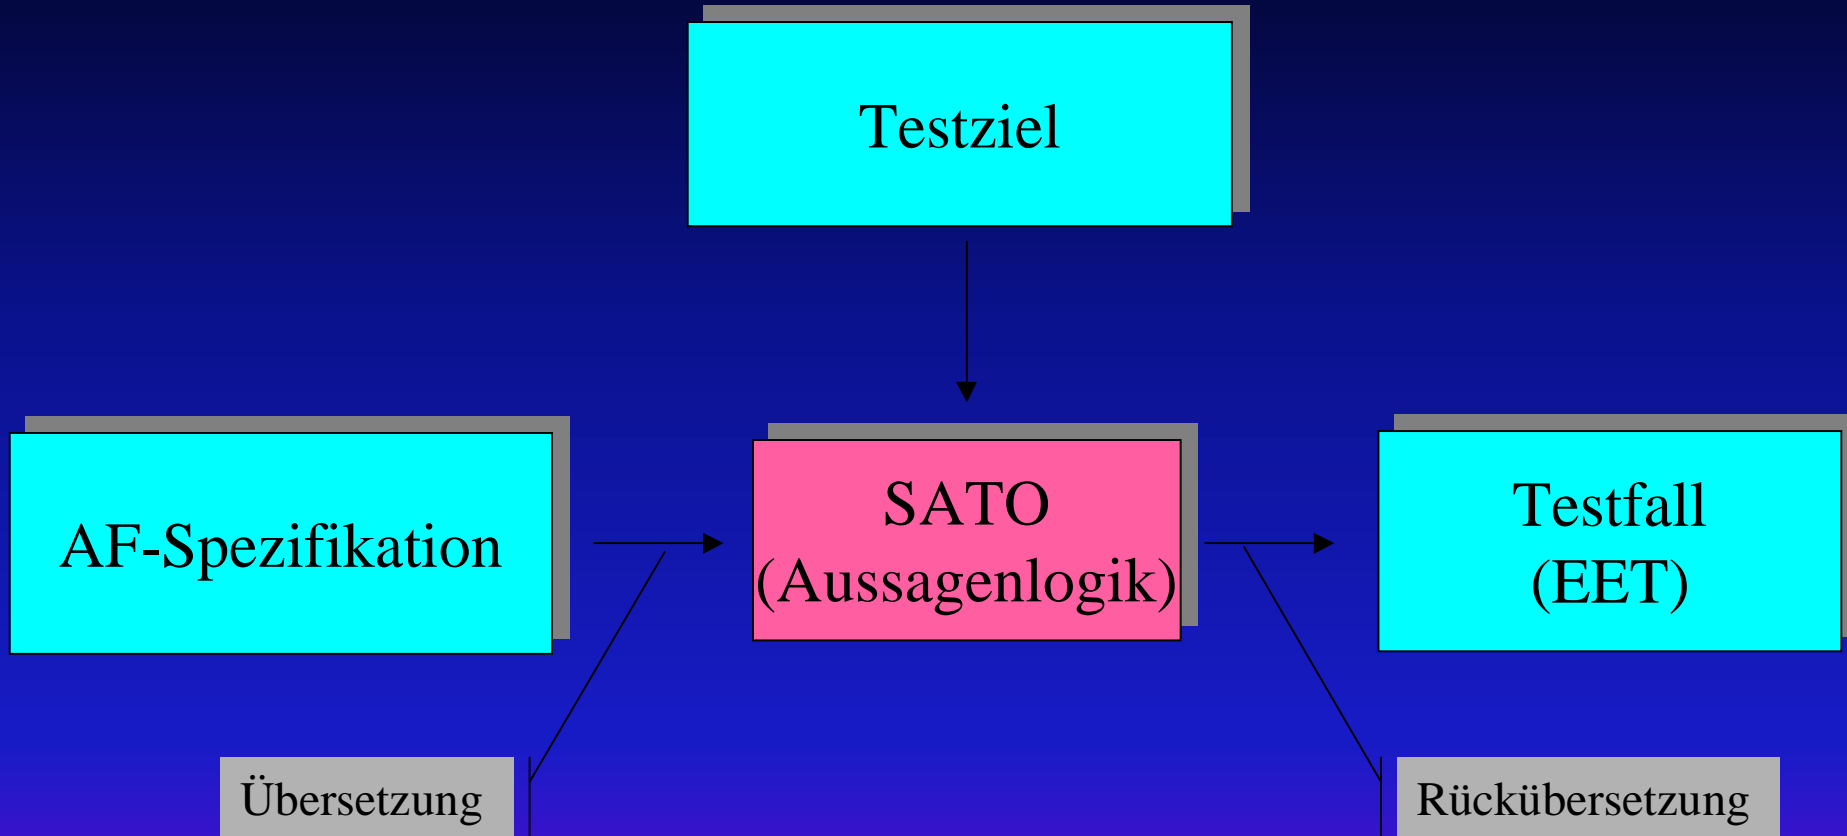 Testziel
AF-Spezifikation
SATO
(Aussagenlogik)
Testfall
(EET)
Übersetzung
Rückübersetzung